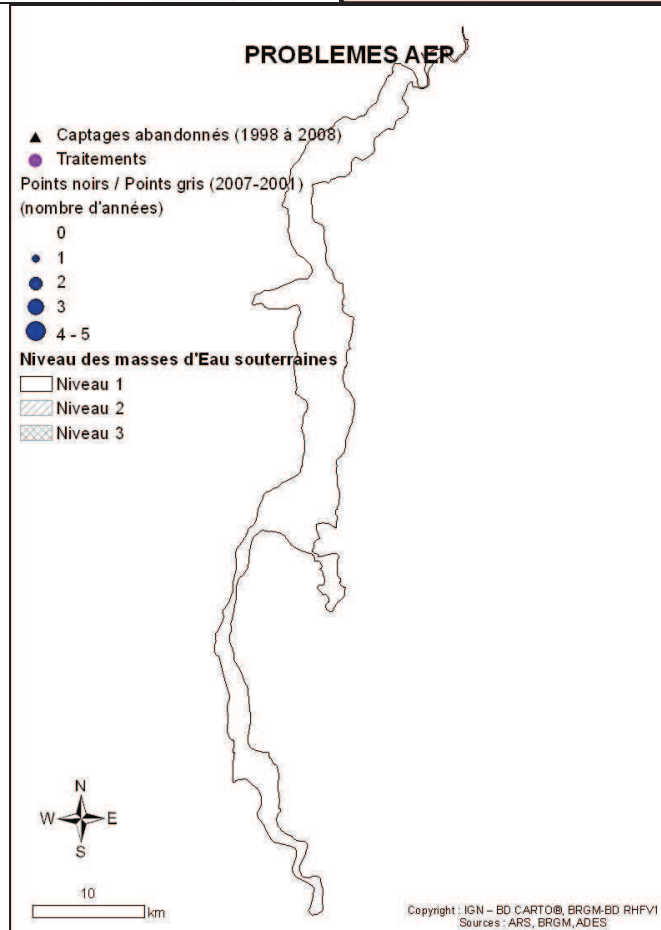 PROBLEMES AEP
Captages abandonnés (1998 à 2008)
Traitements
Points noirs / Points gris (2007-2001)
(nombre d'années)
0
1
2
3
4 - 5
Niveau des masses d'Eau souterraines
Niveau 1
Niveau 2
Niveau 3
N
W E
S
10
km
Copyright : IGN – BD CARTO®, BRGM-BD RHFV1
Sources : ARS, BRGM, ADES